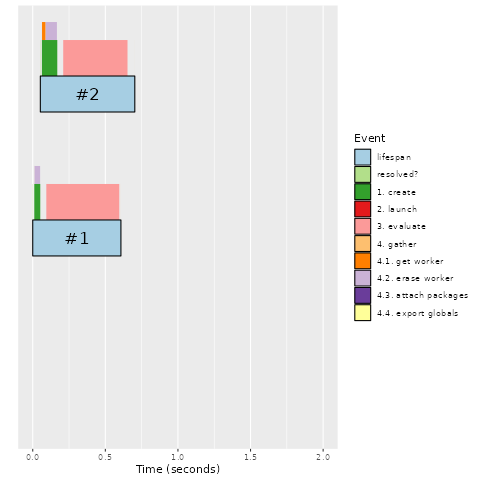 #2
#1
0.0 0.5 1.0 1.5 2.0
Time (seconds)
Event
lifespan
resolved?
1. create
2. launch
3. evaluate
4. gather
4.1. get worker
4.2. erase worker
4.3. attach packages
4.4. export globals